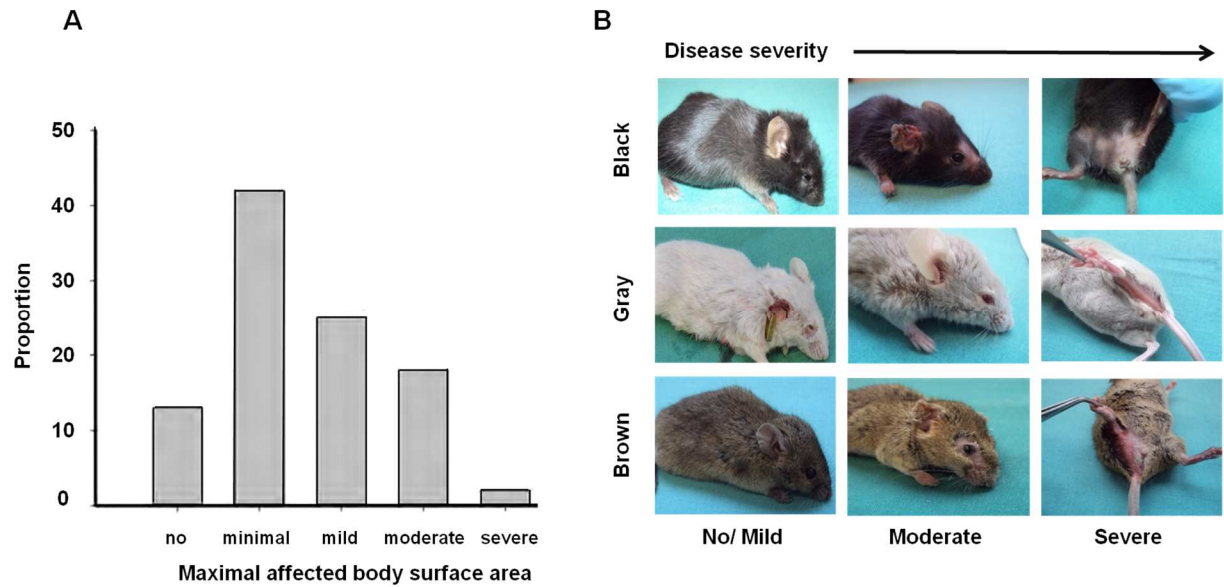 A
50
40
30
20
10
0
Proportion
no minimal mild moderate severe
Maximal affected body surface area
B
Disease severity
Black
Gray
Brown
No/ Mild Moderate Severe